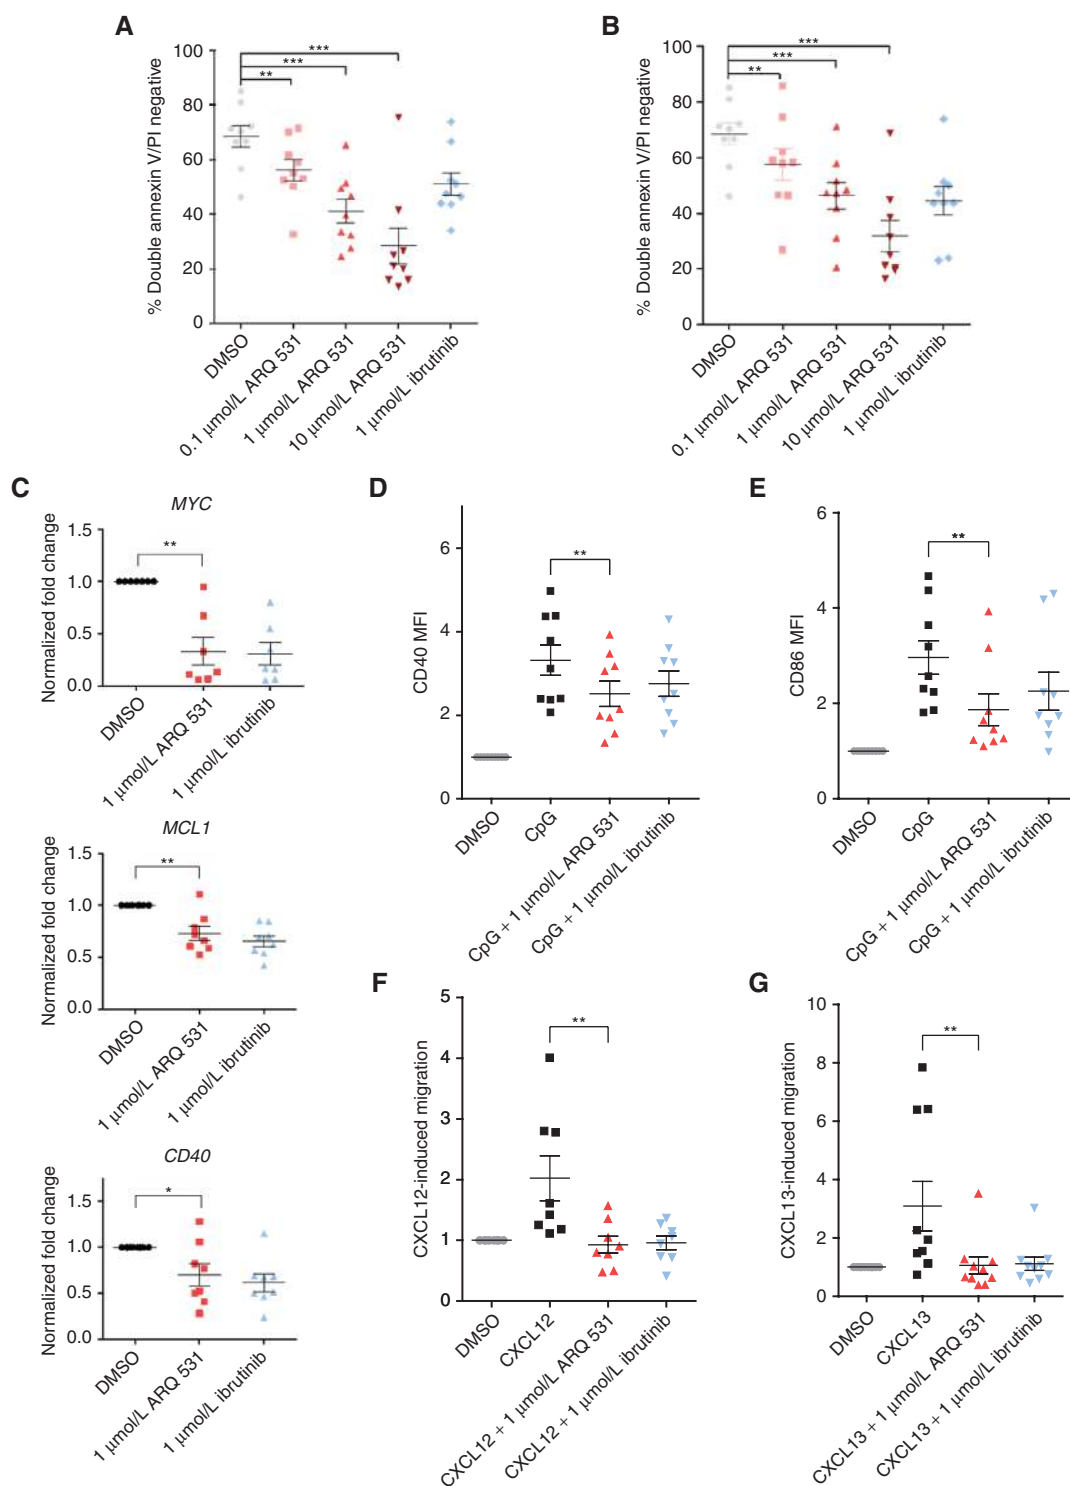 A
% Double annexin V/PI negative
100
80
60
40
20
0
***
***
**
DMSO
0.1 µmol/L ARQ 531
1 µmol/L ARQ 531
10 µmol/L ARQ 531
1 µmol/L ibrutinib
B
% Double annexin V/PI negative
100
80
60
40
20
0
***
***
**
DMSO
0.1 µmol/L ARQ 531
1 µmol/L ARQ 531
10 µmol/L ARQ 531
1 µmol/L ibrutinib
C
MYC
Normalized fold change
1.5
1.0
0.5
0.0
**
DMSO
1 µmol/L ARQ 531
1 µmol/L ibrutinib
MCL1
Normalized fold change
1.5
1.0
0.5
0.0
**
DMSO
1 µmol/L ARQ 531
1 µmol/L ibrutinib
CD40
Normalized fold change
1.5
1.0
0.5
0.0
*
DMSO
1 µmol/L ARQ 531
1 µmol/L ibrutinib
D
CD40 MFI
6
4
2
0
**
DMSO
CpG
CpG + 1 µmol/L ARQ 531
CpG + 1 µmol/L ibrutinib
E
CD86 MFI
6
4
2
0
**
DMSO
CpG
CpG + 1 µmol/L ARQ 531
CpG + 1 µmol/L ibrutinib
F
CXCL12-induced migration
5
4
3
2
1
0
**
DMSO
CXCL12
CXCL12 + 1 µmol/L ARQ 531
CXCL12 + 1 µmol/L ibrutinib
G
CXCL13-induced migration
10
8
6
4
2
0
**
DMSO
CXCL13
CXCL13 + 1 µmol/L ARQ 531
CXCL13 + 1 µmol/L ibrutinib